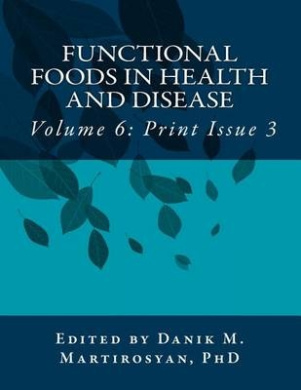 Functional
Foods in Health
and Disease
Volume 6: Print Issue 3
Edited by Danik M.
Martirosyan, PhD